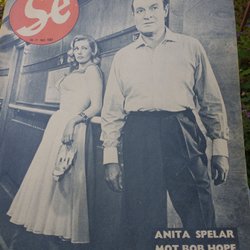 Se
ANITA SPELAR
MOT BOB HOPE